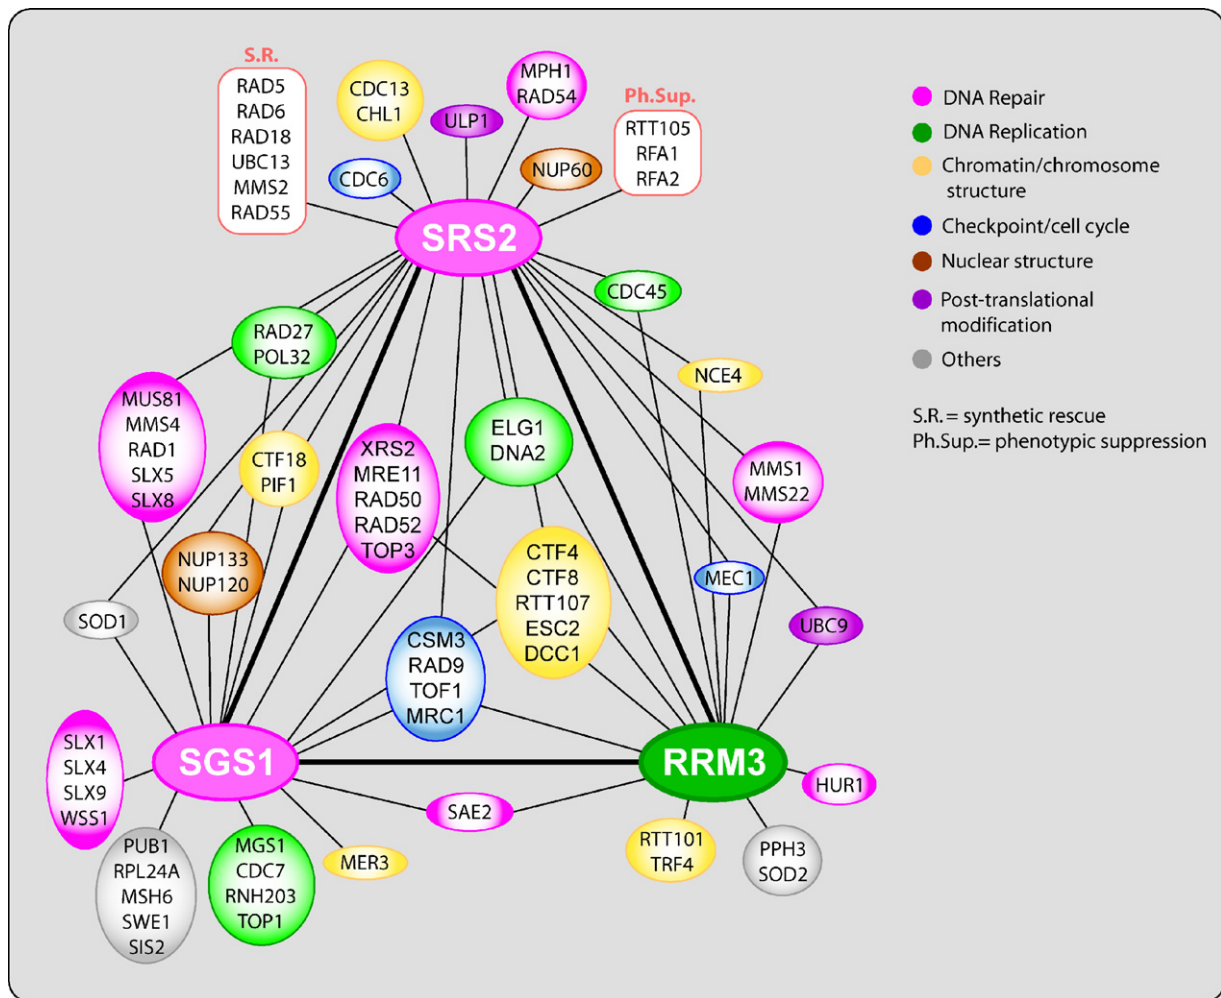 S.R.
RAD5
RAD6
RAD18
UBC13
MMS2
RAD55
CDC13
CHL1
CDC6
ULP1
MPH1
RAD54
NUP60
Ph.Sup.
RTT105
RFA1
RFA2
SRS2
CDC45
RAD27
POL32
NCE4
MUS81
MMS4
RAD1
SLX5
SLX8
CTF18
PIF1
XRS2
MRE11
RAD50
RAD52
TOP3
ELG1
DNA2
MMS1
MMS22
NUP133
NUP120
CTF4
CTF8
RTT107
ESC2
DCC1
MEC1
SOD1
UBC9
CSM3
RAD9
TOF1
MRC1
SGS1
RRM3
SLX1
SLX4
SLX9
WSS1
SAE2
HUR1
PUB1
RPL24A
MSH6
SWE1
SIS2
MGS1
CDC7
RNH203
TOP1
MER3
RTT101
TRF4
PPH3
SOD2
DNA Repair
DNA Replication
Chromatin/chromosome
structure
Checkpoint/cell cycle
Nuclear structure
Post-translational
modification
Others
S.R. = synthetic rescue
Ph.Sup.= phenotypic suppression